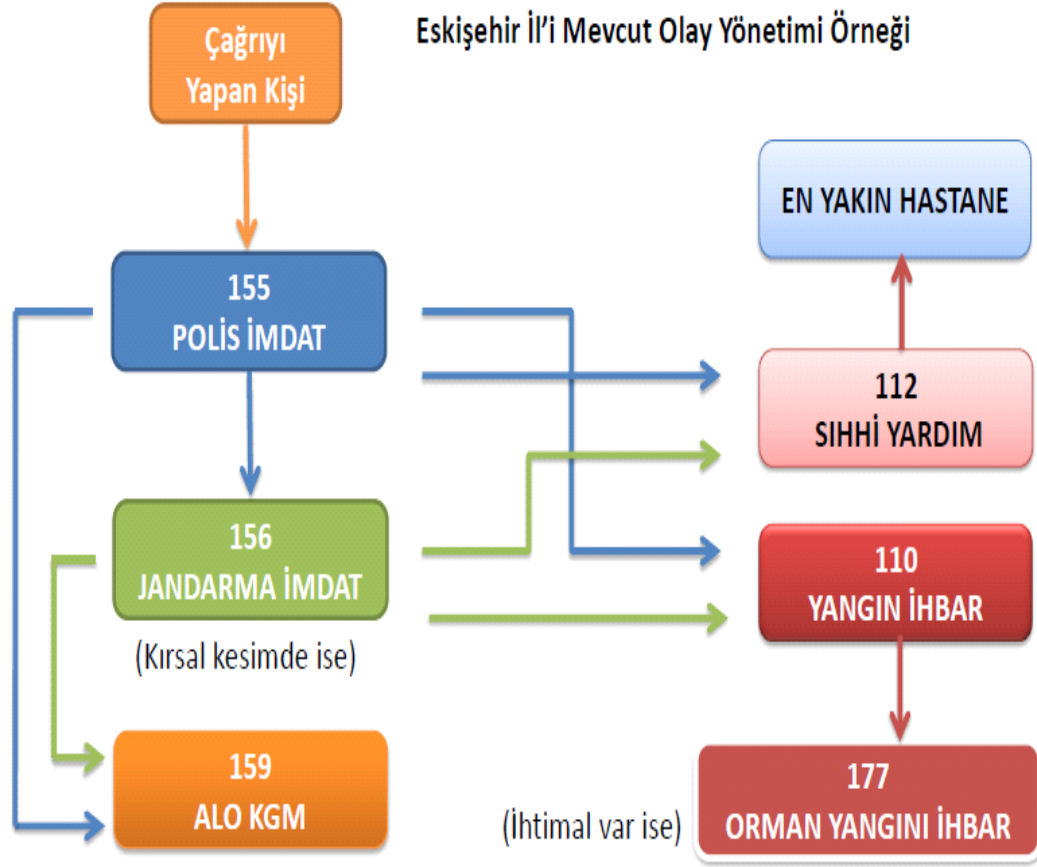 Eskişehir İl'i Mevcut Olay Yönetimi Örneği
Çağrıyı
Yapan Kişi
EN YAKIN HASTANE
155
POLİS İMDAT
112
SIHHİ YARDIM
156
JANDARMA İMDAT
(Kırsal kesimde ise)
110
YANGIN İHBAR
159
ALO KGM
(İhtimal var ise)
177
ORMAN YANGINI İHBAR